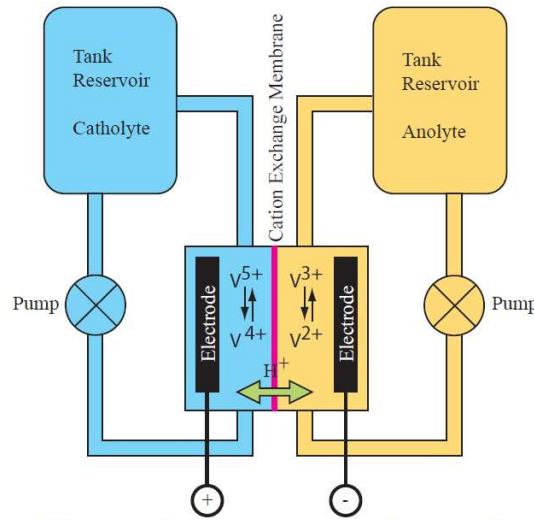 Tank
Reservoir
Catholyte
Cation Exchange Membrane
Tank
Reservoir
Anolyte
Pump
Electrode
V5+
V4+
V3+
V2+
Electrode
H+
Pump
+
-